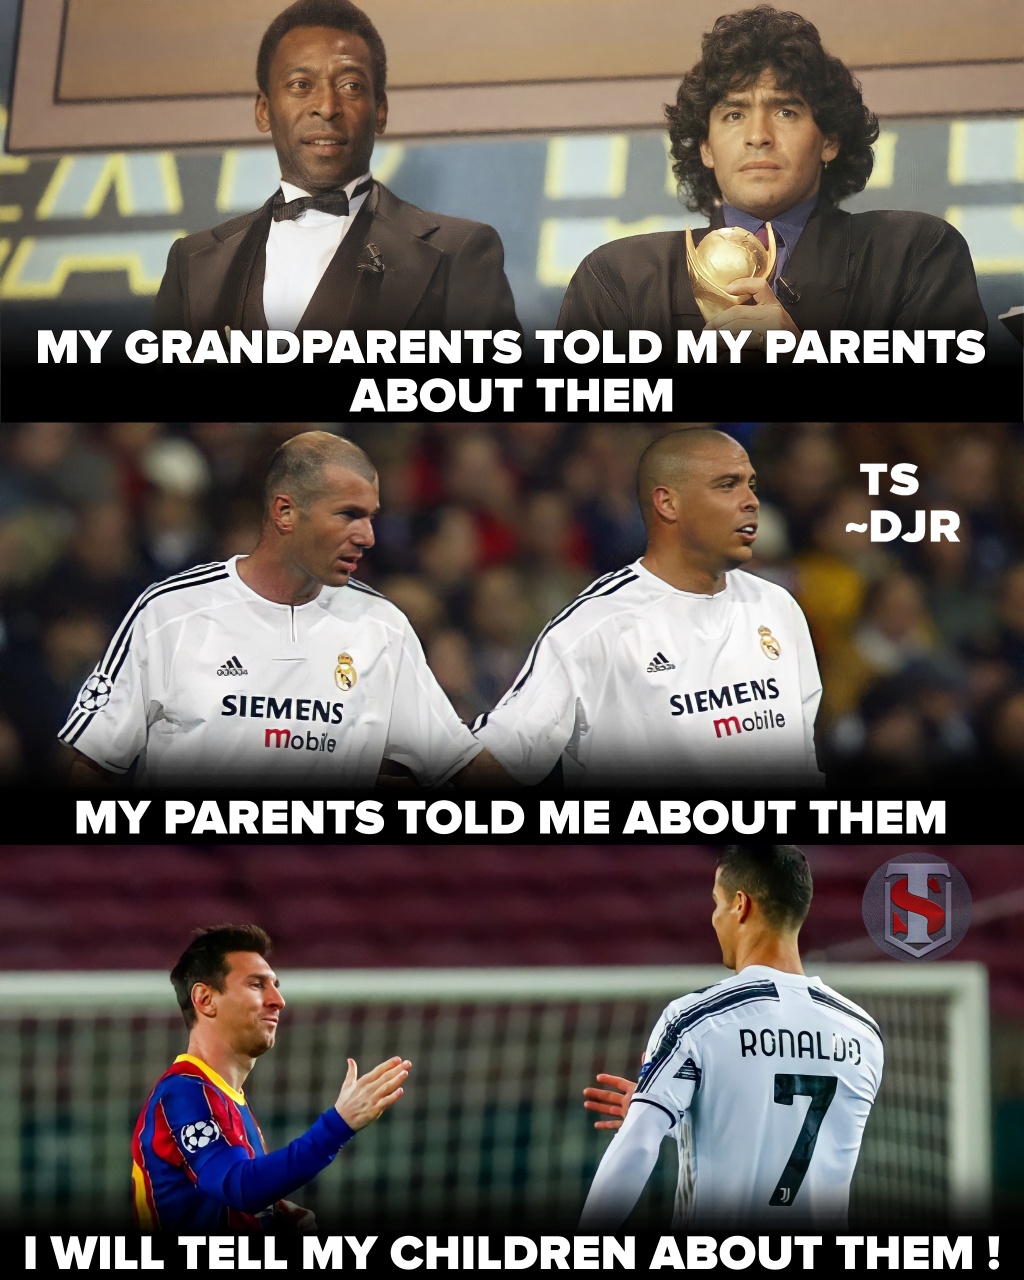 MY GRANDPARENTS TOLD MY PARENTS
ABOUT THEM
TS
~DJR
SIEMENS
mobile
SIEMENS
mobile
MY PARENTS TOLD ME ABOUT THEM
TS
RONALDO
7
I WILL TELL MY CHILDREN ABOUT THEM !